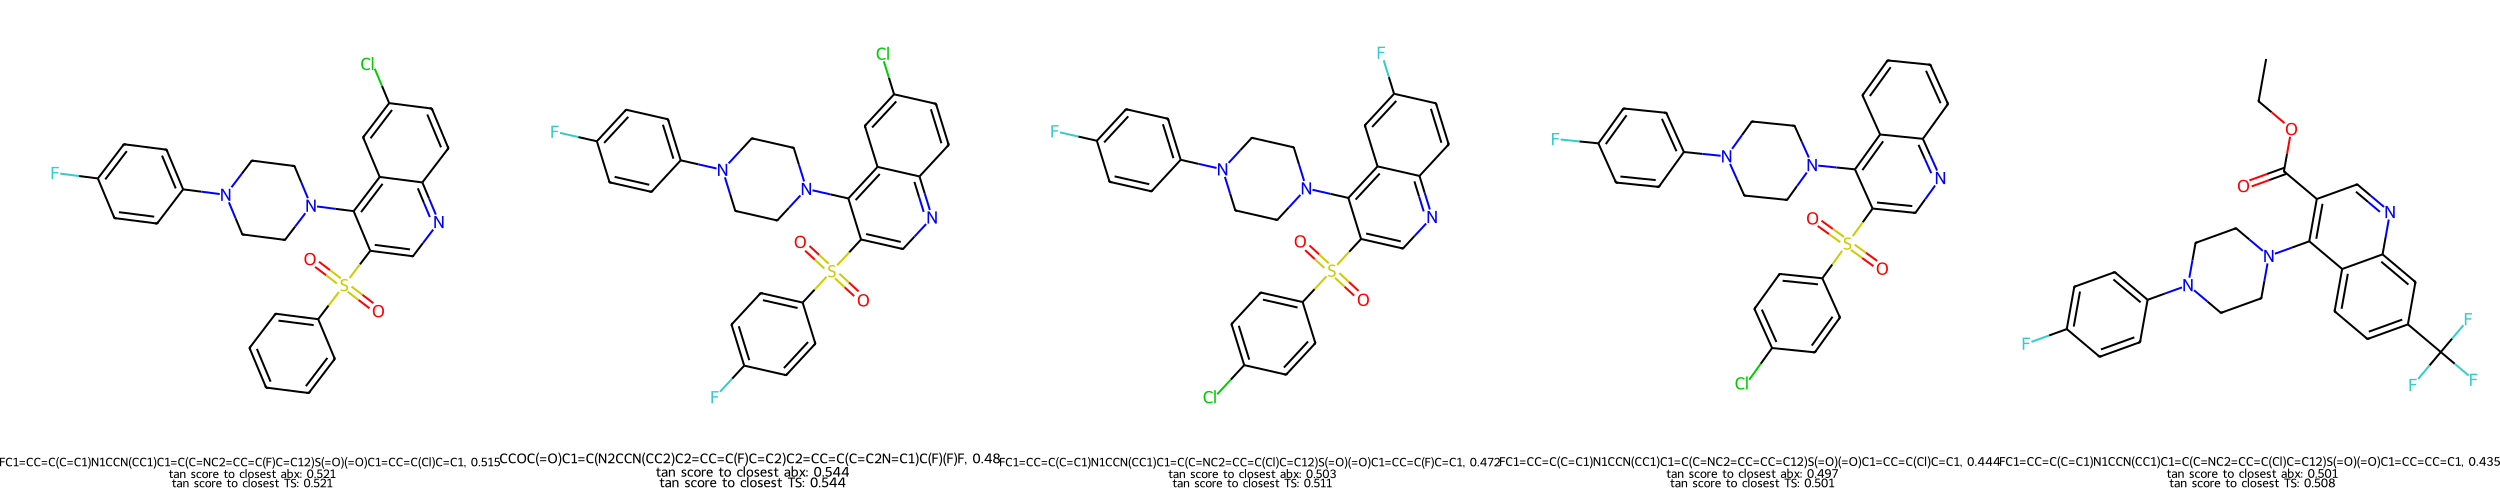 Cl
F
N
N
N
O
S
O
Cl
F
N
N
N
O
S
O
F
F
F
N
N
N
O
S
O
Cl
F
N
N
N
O
S
O
Cl
O
O
N
N
N
F
F
F
F
FC1=CC=C(C=C1)N1CCN(CC1)C1=C(C=NC2=CC=C(F)C=C12)S(=O)(=O)C1=CC=C(Cl)C=C1, 0.515
tan score to closest abx: 0.521
tan score to closest TS: 0.521
CCOC(=O)C1=C(N2CCN(CC2)C2=CC=C(F)C=C2)C2=CC=C(C=C2N=C1)C(F)(F)F, 0.48
tan score to closest abx: 0.544
tan score to closest TS: 0.544
FC1=CC=C(C=C1)N1CCN(CC1)C1=C(C=NC2=CC=C(Cl)C=C12)S(=O)(=O)C1=CC=C(F)C=C1, 0.472
tan score to closest abx: 0.503
tan score to closest TS: 0.511
FC1=CC=C(C=C1)N1CCN(CC1)C1=C(C=NC2=CC=CC=C12)S(=O)(=O)C1=CC=C(Cl)C=C1, 0.444
tan score to closest abx: 0.497
tan score to closest TS: 0.501
FC1=CC=C(C=C1)N1CCN(CC1)C1=C(C=NC2=CC=C(Cl)C=C12)S(=O)(=O)C1=CC=CC=C1, 0.435
tan score to closest abx: 0.501
tan score to closest TS: 0.508